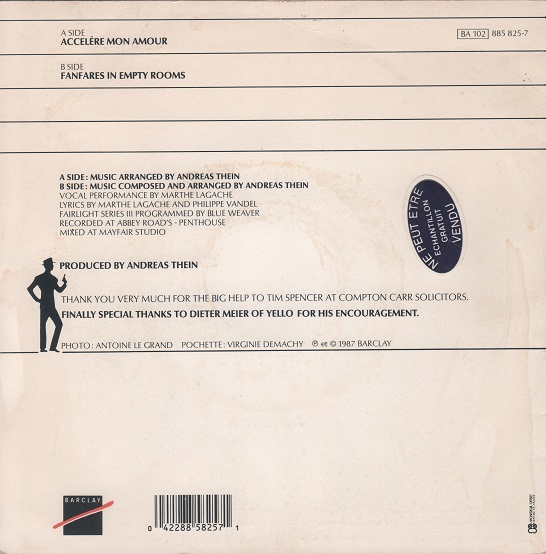 A SIDE
ACCELÉRE MON AMOUR
BA 102 885 825-7
B SIDE
FANFARES IN EMPTY ROOMS
A SIDE: MUSIC ARRANGED BY ANDREAS THEIN
B SIDE: MUSIC COMPOSED AND ARRANGED BY ANDREAS THEIN
VOCAL PERFORMANCE BY MARTHE LAGACHE
LYRICS BY MARTHE LAGACHE AND PHILIPPE VANDEL
FAIRLIGHT SERIES III PROGRAMMED BY BLUE WEAVER
RECORDED AT ABBEY ROAD'S - PENTHOUSE
MIXED AT MAYFAIR STUDIO
NE PEUT ETRE
ECHANTILLON
GRATUIT
VENDU
PRODUCED BY ANDREAS THEIN
THANK YOU VERY MUCH FOR THE BIG HELP TO TIM SPENCER AT COMPTON CARR SOLICITORS.
FINALLY SPECIAL THANKS TO DIETER MEIER OF YELLO FOR HIS ENCOURAGEMENT.
PHOTO: ANTOINE LE GRAND POCHETTE: VIRGINIE DEMACHY ℗ et © 1987 BARCLAY
BARCLAY
0 42288 58257 1